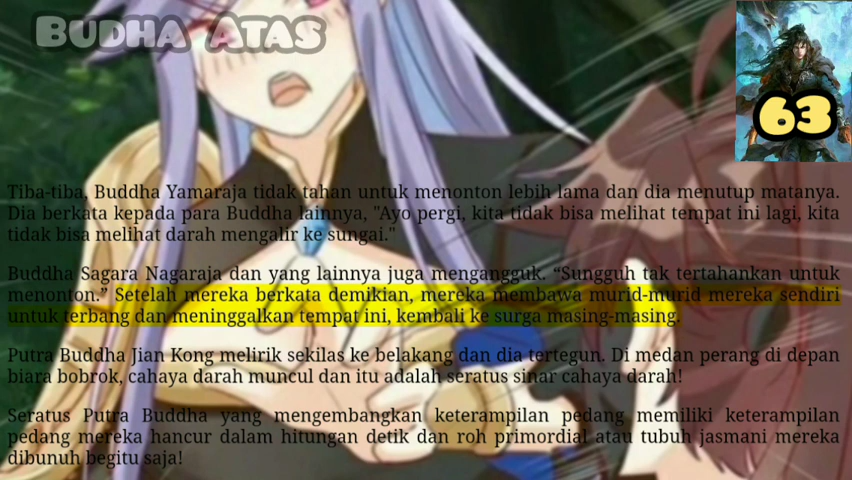 Budha Atas
63
Tiba-tiba, Buddha Yamaraja tidak tahan untuk menonton lebih lama dan dia menutup matanya.
Dia berkata kepada para Buddha lainnya, "Ayo pergi, kita tidak bisa melihat tempat ini lagi, kita
tidak bisa melihat darah mengalir ke sungai."
Buddha Sagara Nagaraja dan yang lainnya juga mengangguk. “Sungguh tak tertahankan untuk
menonton.” Setelah mereka berkata demikian, mereka membawa murid-murid mereka sendiri
untuk terbang dan meninggalkan tempat ini, kembali ke surga masing-masing.
Putra Buddha Jian Kong melirik sekilas ke belakang dan dia tertegun. Di medan perang di depan
biara bobrok, cahaya darah muncul dan itu adalah seratus sinar cahaya darah!
Seratus Putra Buddha yang mengembangkan keterampilan pedang memiliki keterampilan
pedang mereka hancur dalam hitungan detik dan roh primordial atau tubuh jasmani mereka
dibunuh begitu saja!